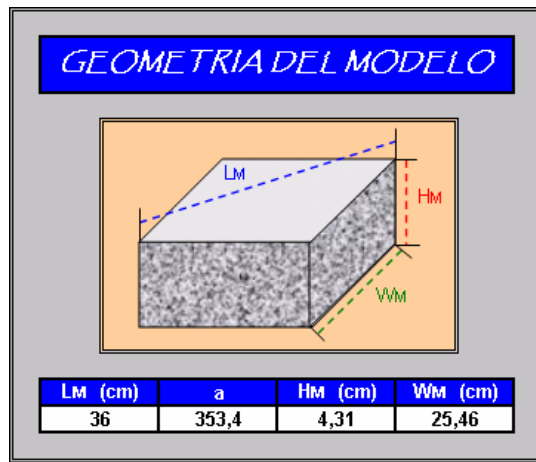 GEOMETRIA DEL MODELO
LM
HM
WM
LM (cm) a HM (cm) WM (cm)
36 353,4 4,31 25,46